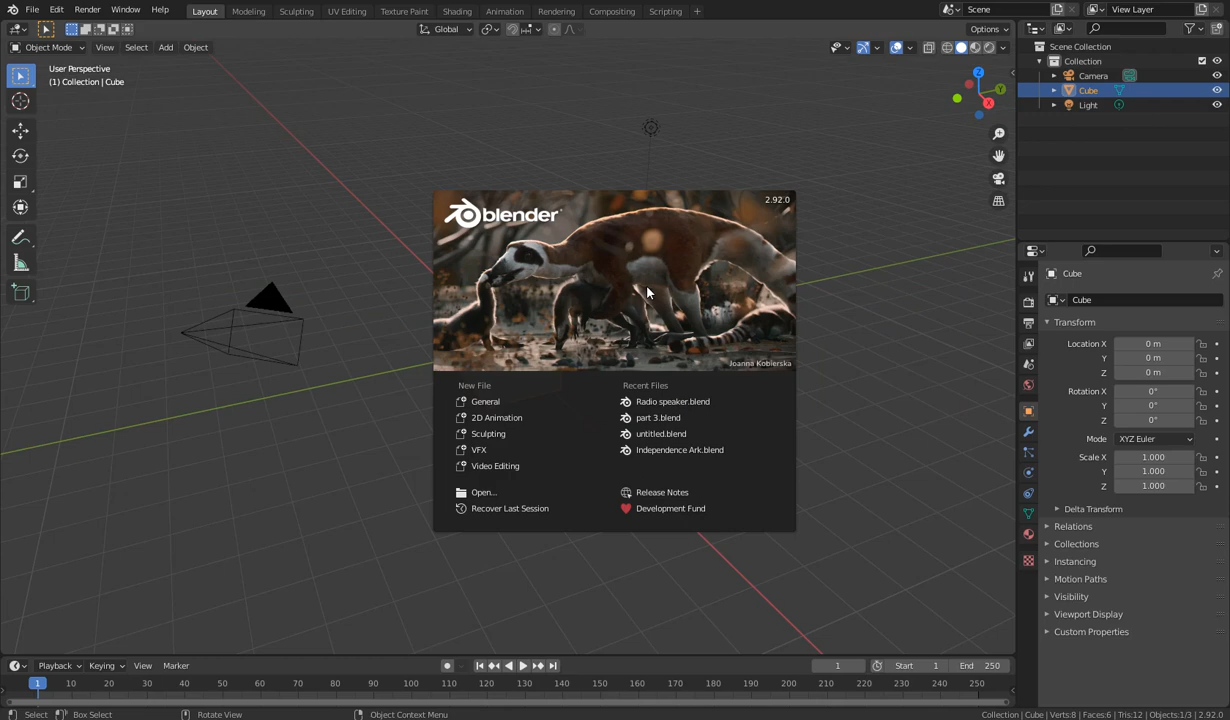 File Edit Render Window Help
Layout Modeling Sculpting UV Editing Texture Paint Shading Animation Rendering Compositing Scripting +
Scene
View Layer
Global
Options
Object Mode View Select Add Object
User Perspective
(1) Collection | Cube
Z
Y
X
Scene Collection
Collection
Camera
Cube
Light
blender
2.92.0
Joanna Kobierska
New File
General
2D Animation
Sculpting
VFX
Video Editing
Open...
Recover Last Session
Recent Files
Radio speaker.blend
part 3.blend
untitled.blend
Independence Ark.blend
Release Notes
Development Fund
Cube
Cube
Transform
Location X 0 m
Y 0 m
Z 0 m
Rotation X 0°
Y 0°
Z 0°
Mode XYZ Euler
Scale X 1.000
Y 1.000
Z 1.000
Delta Transform
Relations
Collections
Instancing
Motion Paths
Visibility
Viewport Display
Custom Properties
Playback Keying View Marker
1 Start 1 End 250
1 10 20 30 40 50 60 70 80 90 100 110 120 130 140 150 160 170 180 190 200 210 220 230 240 250
Select Box Select Rotate View Object Context Menu
Collection | Cube | Verts:8 | Faces:6 | Tris:12 | Objects:1/3 | 2.92.0